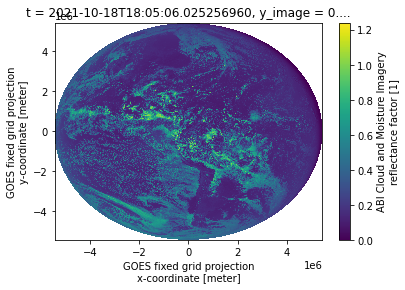 t = 2021-10-18T18:05:06.025256960, y_image = 0....
1e6
4
2
0
−2
−4
GOES fixed grid projection
y-coordinate [meter]
−4 −2 0 2 4
1e6
GOES fixed grid projection
x-coordinate [meter]
1.2
1.0
0.8
0.6
0.4
0.2
0.0
ABI Cloud and Moisture Imagery
reflectance factor [1]